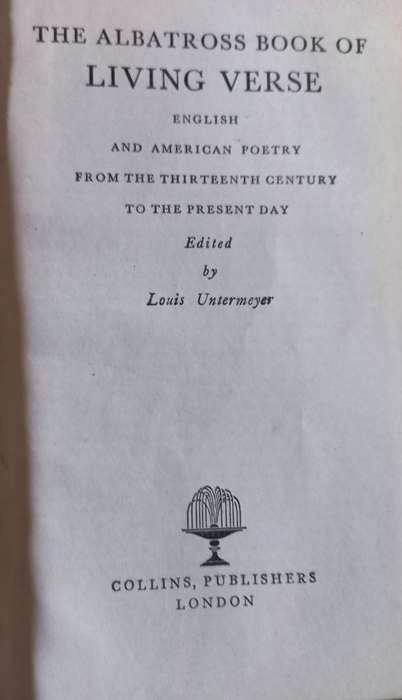 THE ALBATROSS BOOK OF
LIVING VERSE
ENGLISH
AND AMERICAN POETRY
FROM THE THIRTEENTH CENTURY
TO THE PRESENT DAY
Edited
by
Louis Untermeyer
COLLINS, PUBLISHERS
LONDON